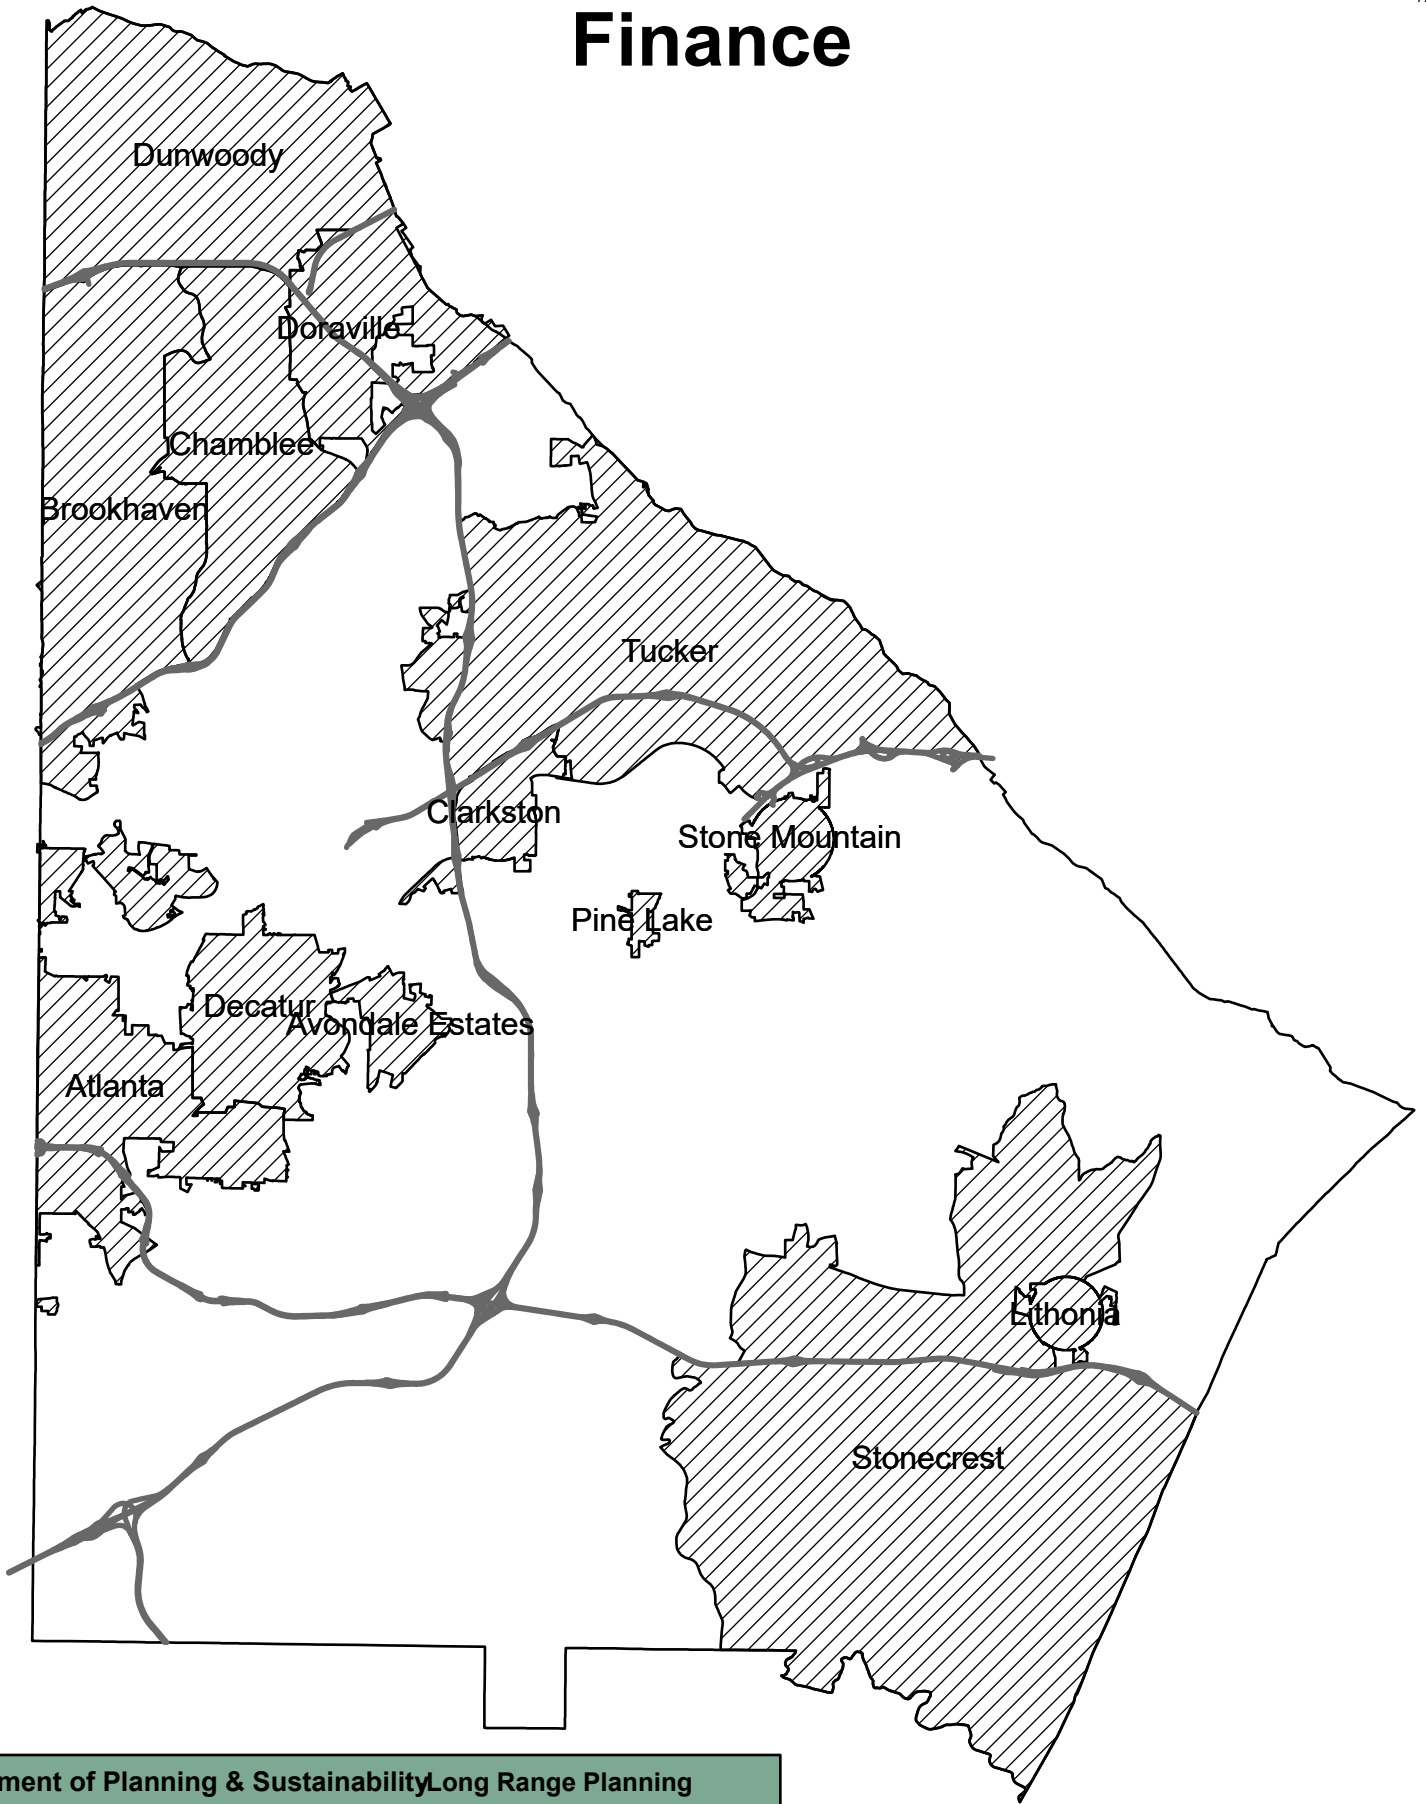 Finance
Dunwoody
Doraville
Chamblee
Brookhaven
Tucker
Clarkston
Stone Mountain
Pine Lake
Decatur
Avondale Estates
Atlanta
Lithonia
Stonecrest
ment of Planning & Sustainability
Long Range Planning